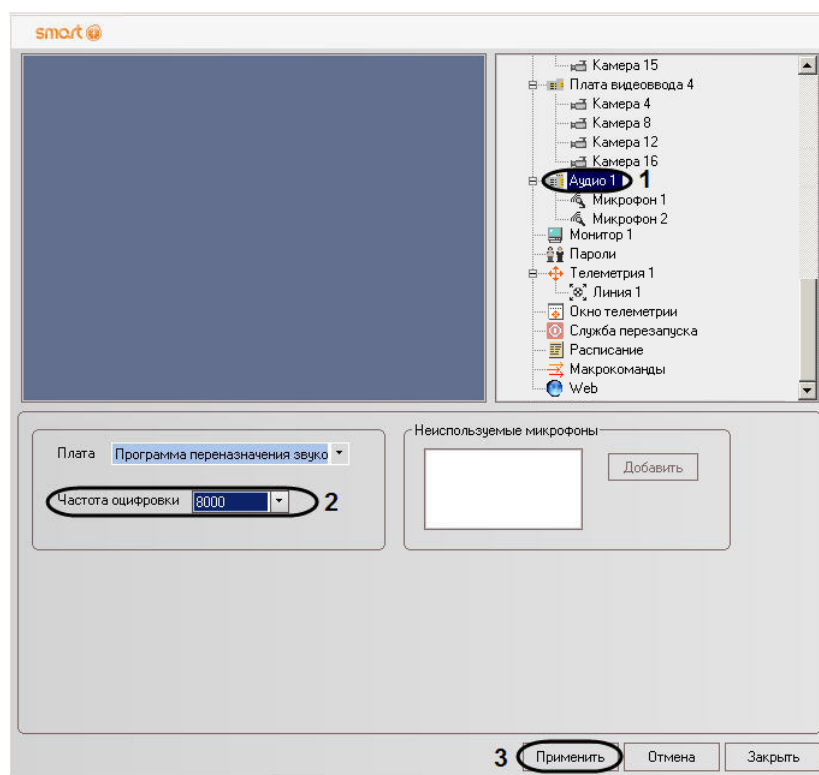 smart
Камера 15
Плата видеоввода 4
Камера 4
Камера 8
Камера 12
Камера 16
Аудио 1 1
Микрофон 1
Микрофон 2
Монитор 1
Пароли
Телеметрия 1
Линия 1
Окно телеметрии
Служба перезапуска
Расписание
Макрокоманды
Web
Плата Программа переназначения звуко
Частота оцифровки 8000 2
Неиспользуемые микрофоны
Добавить
3 Применить Отмена Закрыть